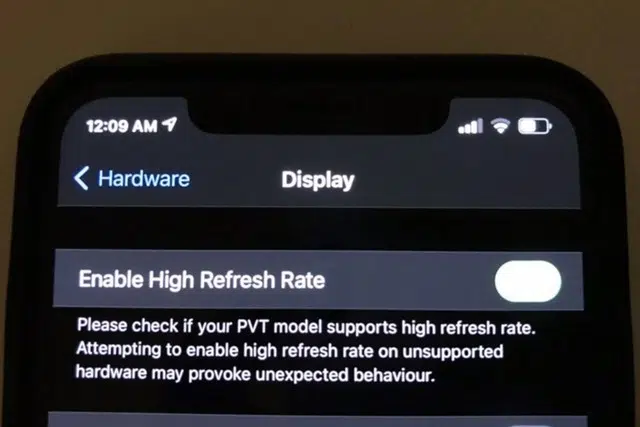 12:09 AM
Hardware
Display
Enable High Refresh Rate
Please check if your PVT model supports high refresh rate.
Attempting to enable high refresh rate on unsupported
hardware may provoke unexpected behaviour.